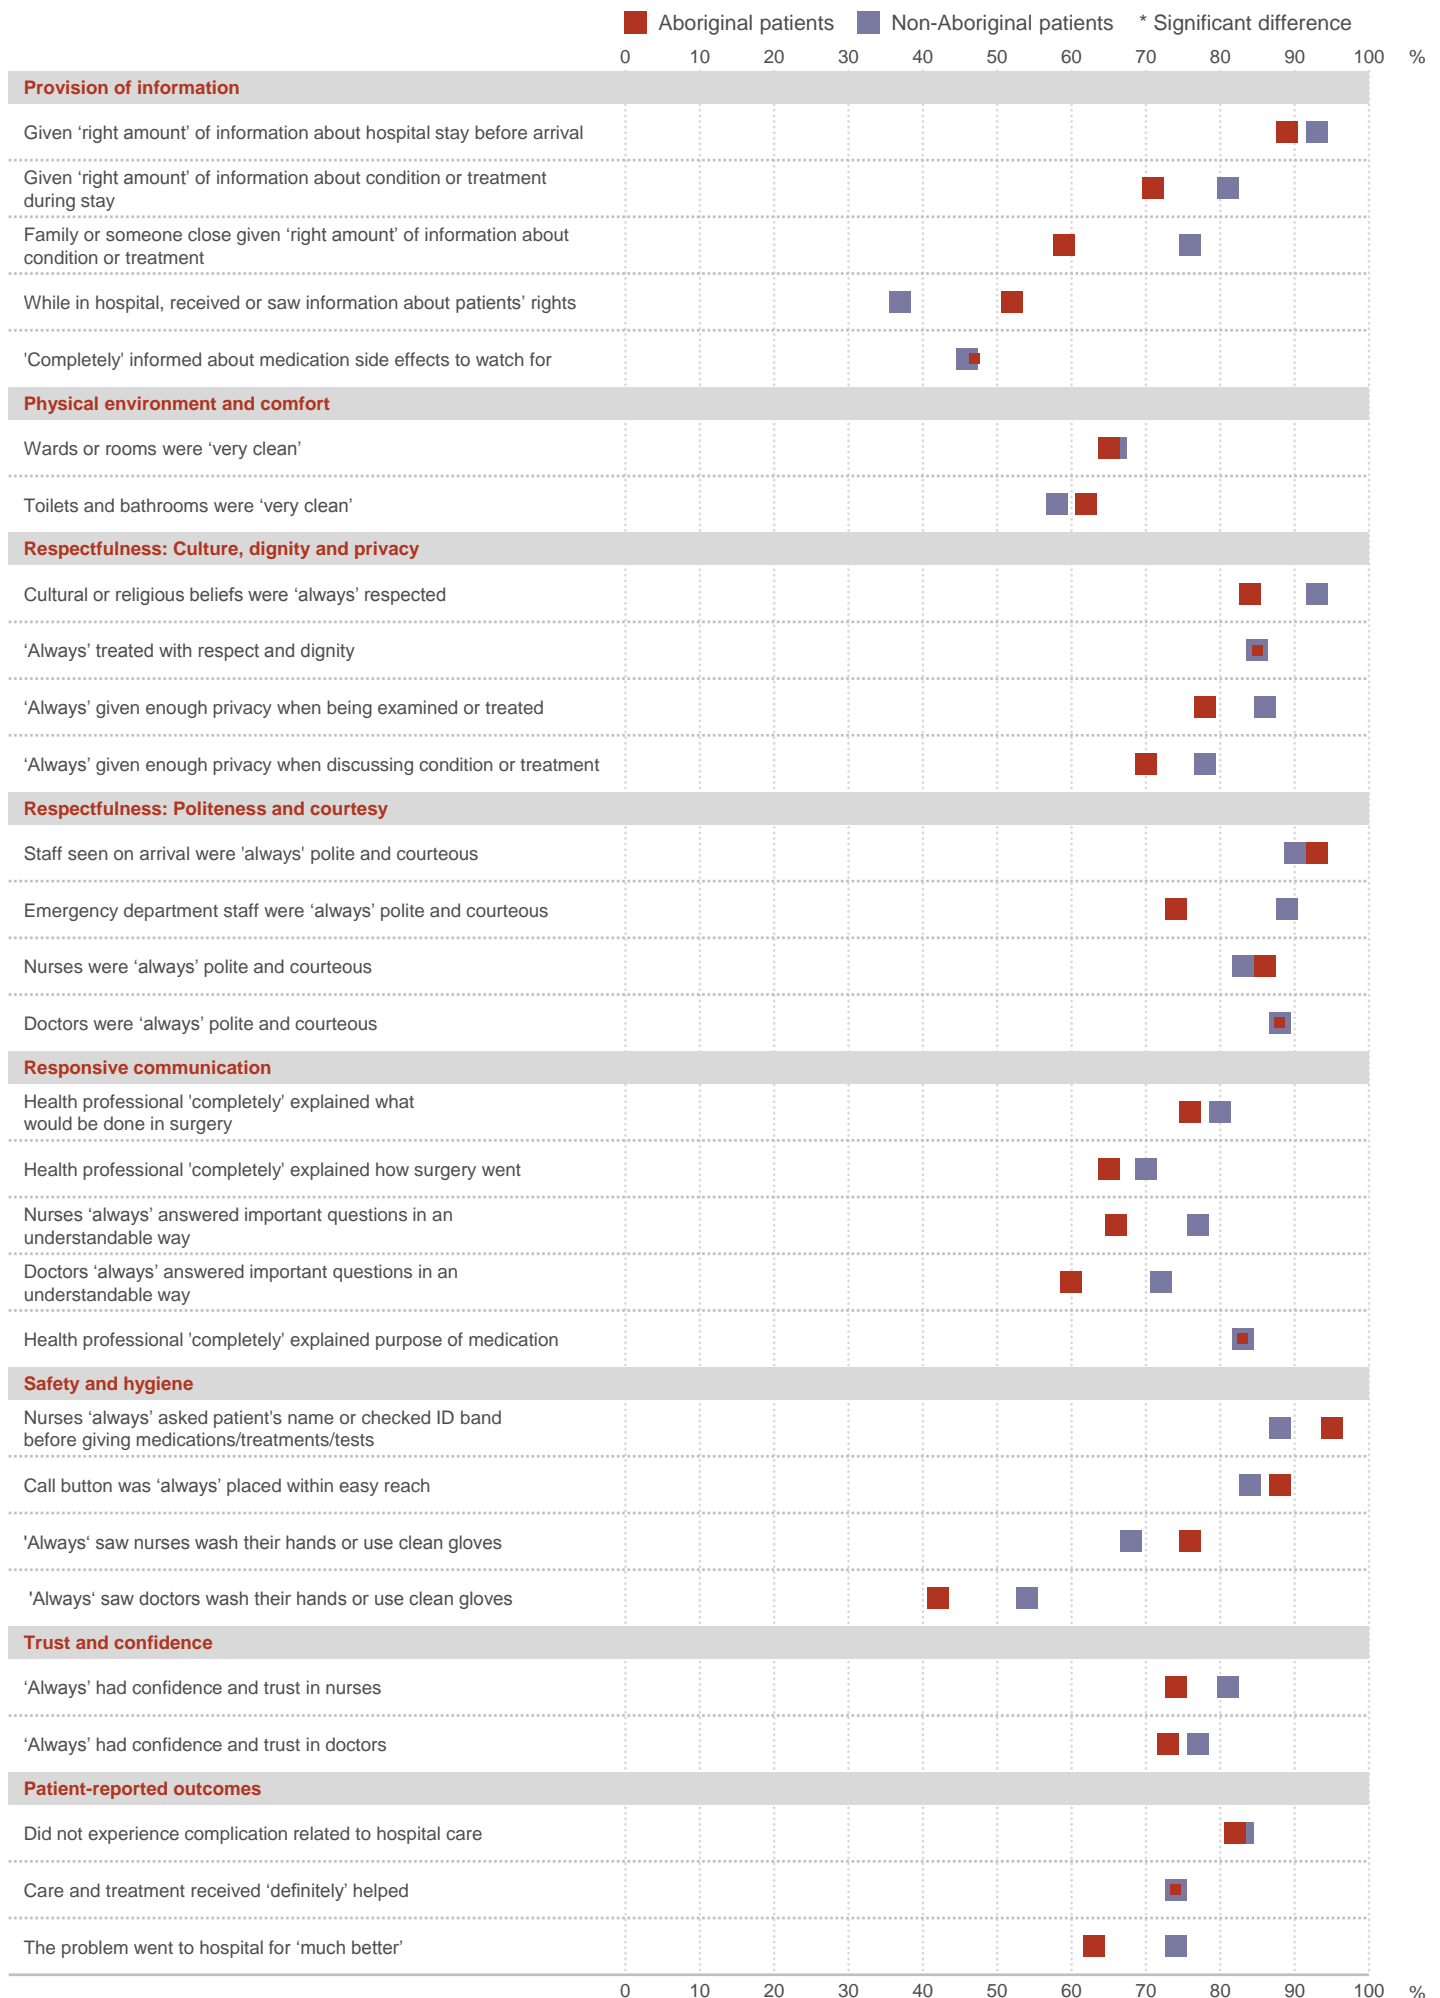 Aboriginal patients Non-Aboriginal patients * Significant difference
0 10 20 30 40 50 60 70 80 90 100 %
Provision of information
Given ‘right amount’ of information about hospital stay before arrival
Given ‘right amount’ of information about condition or treatment
during stay
Family or someone close given ‘right amount’ of information about
condition or treatment
While in hospital, received or saw information about patients’ rights
'Completely' informed about medication side effects to watch for
Physical environment and comfort
Wards or rooms were ‘very clean’
Toilets and bathrooms were ‘very clean’
Respectfulness: Culture, dignity and privacy
Cultural or religious beliefs were ‘always’ respected
‘Always’ treated with respect and dignity
‘Always’ given enough privacy when being examined or treated
‘Always’ given enough privacy when discussing condition or treatment
Respectfulness: Politeness and courtesy
Staff seen on arrival were 'always' polite and courteous
Emergency department staff were ‘always’ polite and courteous
Nurses were ‘always’ polite and courteous
Doctors were ‘always’ polite and courteous
Responsive communication
Health professional 'completely' explained what
would be done in surgery
Health professional 'completely' explained how surgery went
Nurses ‘always’ answered important questions in an
understandable way
Doctors ‘always’ answered important questions in an
understandable way
Health professional 'completely' explained purpose of medication
Safety and hygiene
Nurses ‘always’ asked patient's name or checked ID band
before giving medications/treatments/tests
Call button was ‘always’ placed within easy reach
'Always‘ saw nurses wash their hands or use clean gloves
'Always‘ saw doctors wash their hands or use clean gloves
Trust and confidence
‘Always’ had confidence and trust in nurses
‘Always’ had confidence and trust in doctors
Patient-reported outcomes
Did not experience complication related to hospital care
Care and treatment received ‘definitely’ helped
The problem went to hospital for ‘much better’
0 10 20 30 40 50 60 70 80 90 100 %